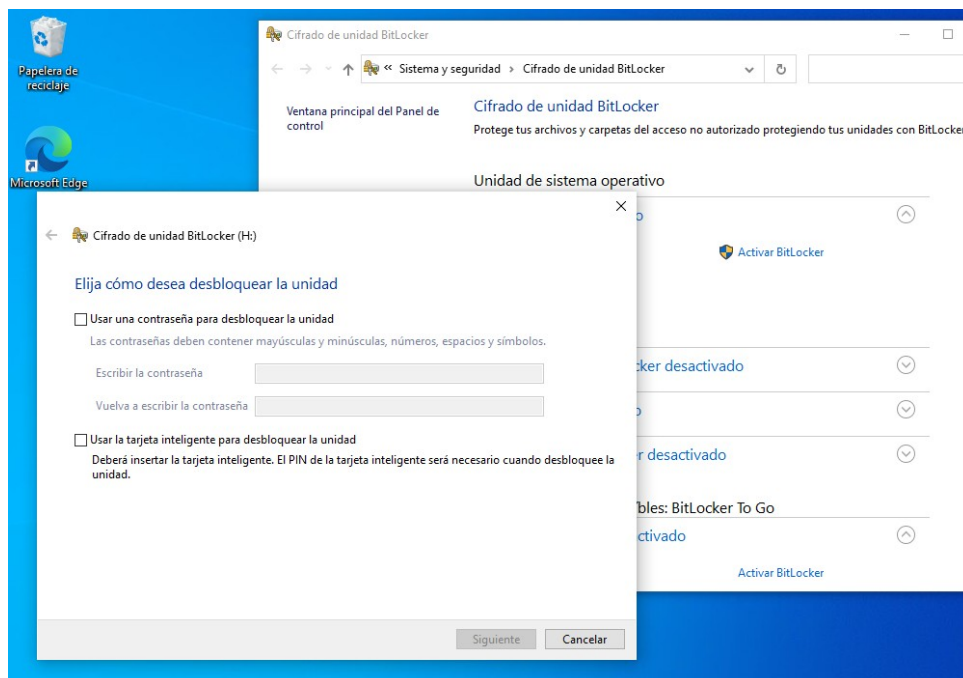 Papelera de
reciclaje
Microsoft Edge
Cifrado de unidad BitLocker
« Sistema y seguridad › Cifrado de unidad BitLocker
Ventana principal del Panel de
control
Cifrado de unidad BitLocker
Protege tus archivos y carpetas del acceso no autorizado protegiendo tus unidades con BitLocke
Unidad de sistema operativo
o
Activar BitLocker
cker desactivado
o
r desactivado
bles: BitLocker To Go
ctivado
Activar BitLocker
Cifrado de unidad BitLocker (H:)
Elija cómo desea desbloquear la unidad
Usar una contraseña para desbloquear la unidad
Las contraseñas deben contener mayúsculas y minúsculas, números, espacios y símbolos.
Escribir la contraseña
Vuelva a escribir la contraseña
Usar la tarjeta inteligente para desbloquear la unidad
Deberá insertar la tarjeta inteligente. El PIN de la tarjeta inteligente será necesario cuando desbloquee la
unidad.
Siguiente
Cancelar